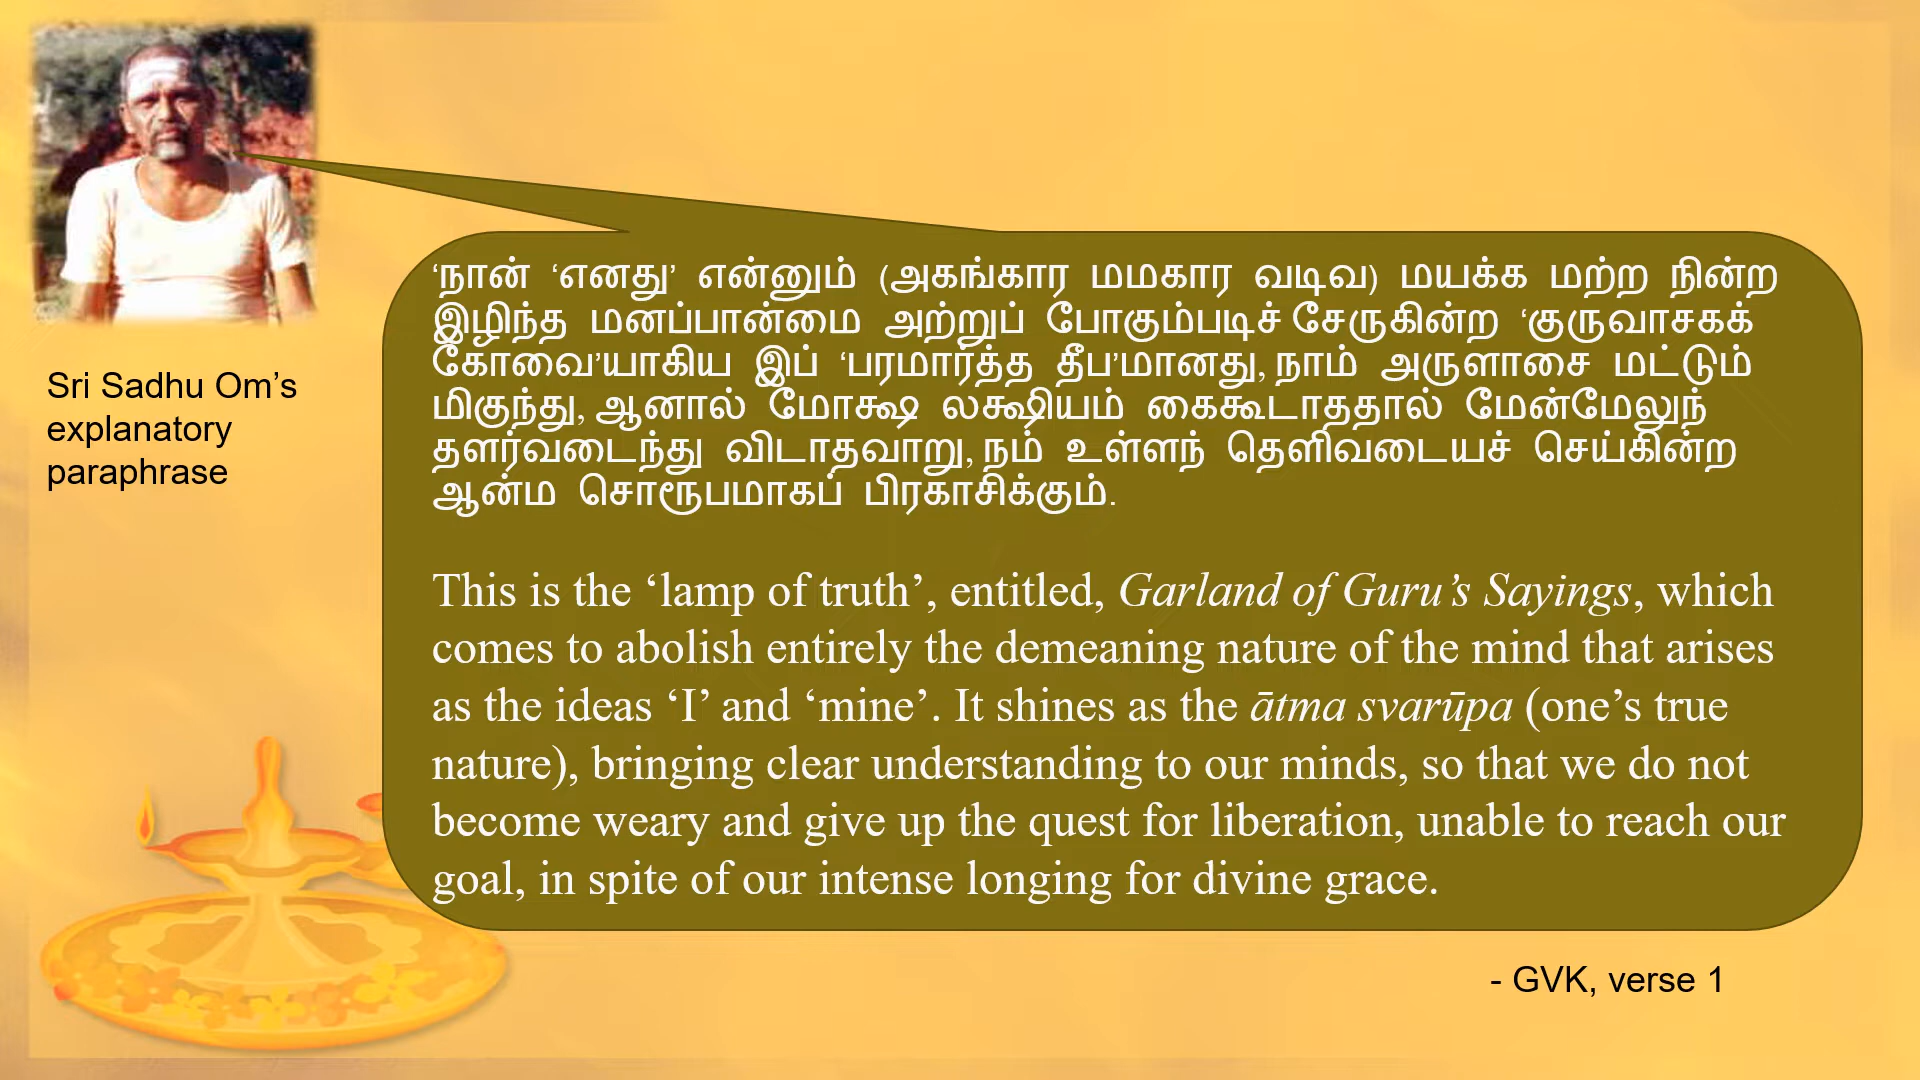 Sri Sadhu Om’s
explanatory
paraphrase
‘நான் ‘எனது’ என்னும் (அகங்கார மமகார வடிவ) மயக்க மற்ற நின்ற
இழிந்த மனப்பான்மை அற்றுப் போகும்படிச் சேருகின்ற ‘குருவாசகக்
கோவை’யாகிய இப் ‘பரமார்த்த தீப’மானது, நாம் அருளாசை மட்டும்
மிகுந்து, ஆனால் மோக்ஷ லக்ஷியம் கைகூடாததால் மேன்மேலுந்
தளர்வடைந்து விடாதவாறு, நம் உள்ளந் தெளிவடையச் செய்கின்ற
ஆன்ம சொரூபமாகப் பிரகாசிக்கும்.
This is the ‘lamp of truth’, entitled, Garland of Guru’s Sayings, which
comes to abolish entirely the demeaning nature of the mind that arises
as the ideas ‘I’ and ‘mine’. It shines as the ātma svarūpa (one’s true
nature), bringing clear understanding to our minds, so that we do not
become weary and give up the quest for liberation, unable to reach our
goal, in spite of our intense longing for divine grace.
- GVK, verse 1